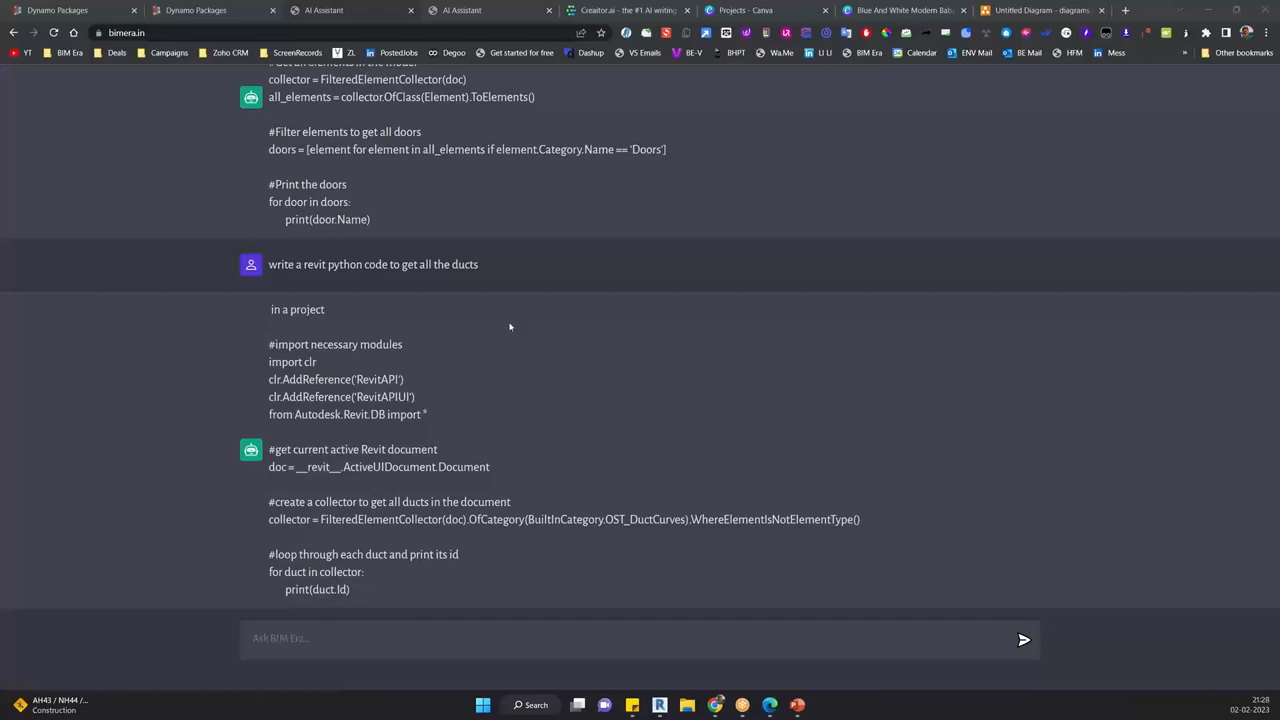 Dynamo Packages
Dynamo Packages
AI Assistant
AI Assistant
Creaitor.ai - the #1 AI writing
Projects - Canva
Blue And White Modern Bab
Untitled Diagram - diagrams
bimera.in
YT
BIM Era
Deals
Campaigns
Zoho CRM
ScreenRecords
ZL
PostedJobs
Degoo
Get started for free
Dashup
VS Emails
BE-V
BHPT
Wa.Me
LI LI
BIM Era
Calendar
ENV Mail
BE Mail
HFM
Mess
»
Other bookmarks
collector = FilteredElementCollector(doc)
all_elements = collector.OfClass(Element).ToElements()
#Filter elements to get all doors
doors = [element for element in all_elements if element.Category.Name == 'Doors']
#Print the doors
for door in doors:
print(door.Name)
write a revit python code to get all the ducts
in a project
#import necessary modules
import clr
clr.AddReference('RevitAPI')
clr.AddReference('RevitAPIUI')
from Autodesk.Revit.DB import *
#get current active Revit document
doc = __revit__.ActiveUIDocument.Document
#create a collector to get all ducts in the document
collector = FilteredElementCollector(doc).OfCategory(BuiltInCategory.OST_DuctCurves).WhereElementIsNotElementType()
#loop through each duct and print its id
for duct in collector:
print(duct.Id)
Ask BIM Era...
AH43 / NH44 /...
Construction
Search
21:28
02-02-2023